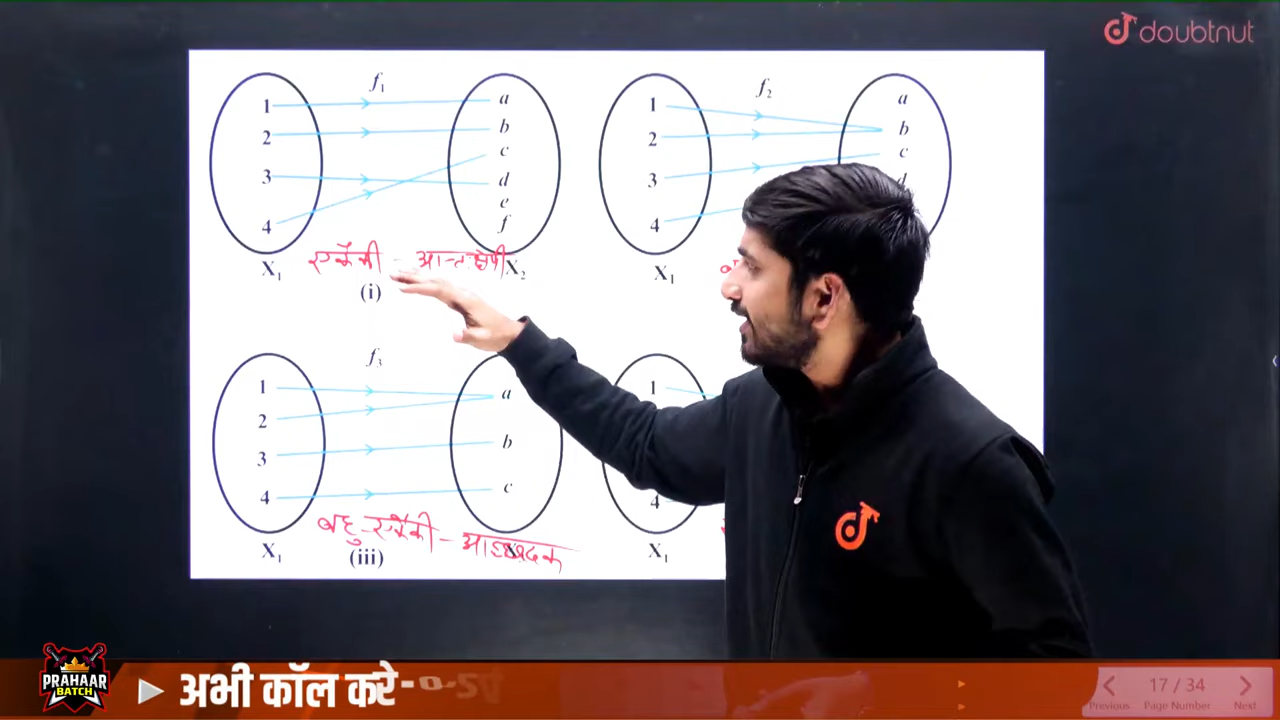 doubtnut
f₁
1 a
2 b
c
3 d
e
4 f
X₁ X₂
एकैकी - आन्तःक्षेपी
(i)
f₂
1 a
2 b
c
3 d
4
X₁
f₃
1 a
2
3 b
4 c
X₁
बहु-एकैकी - आच्छादक
(iii)
1
4
X₁
PRAHAAR
BATCH
अभी कॉल करे-
17 / 34
Previous Page Number Next